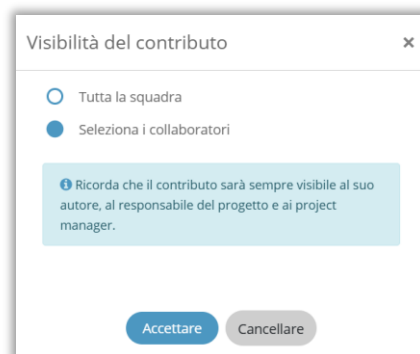 Visibilità del contributo ×
Tutta la squadra
Seleziona i collaboratori
Ricorda che il contributo sarà sempre visibile al suo
autore, al responsabile del progetto e ai project
manager.
Accettare Cancellare